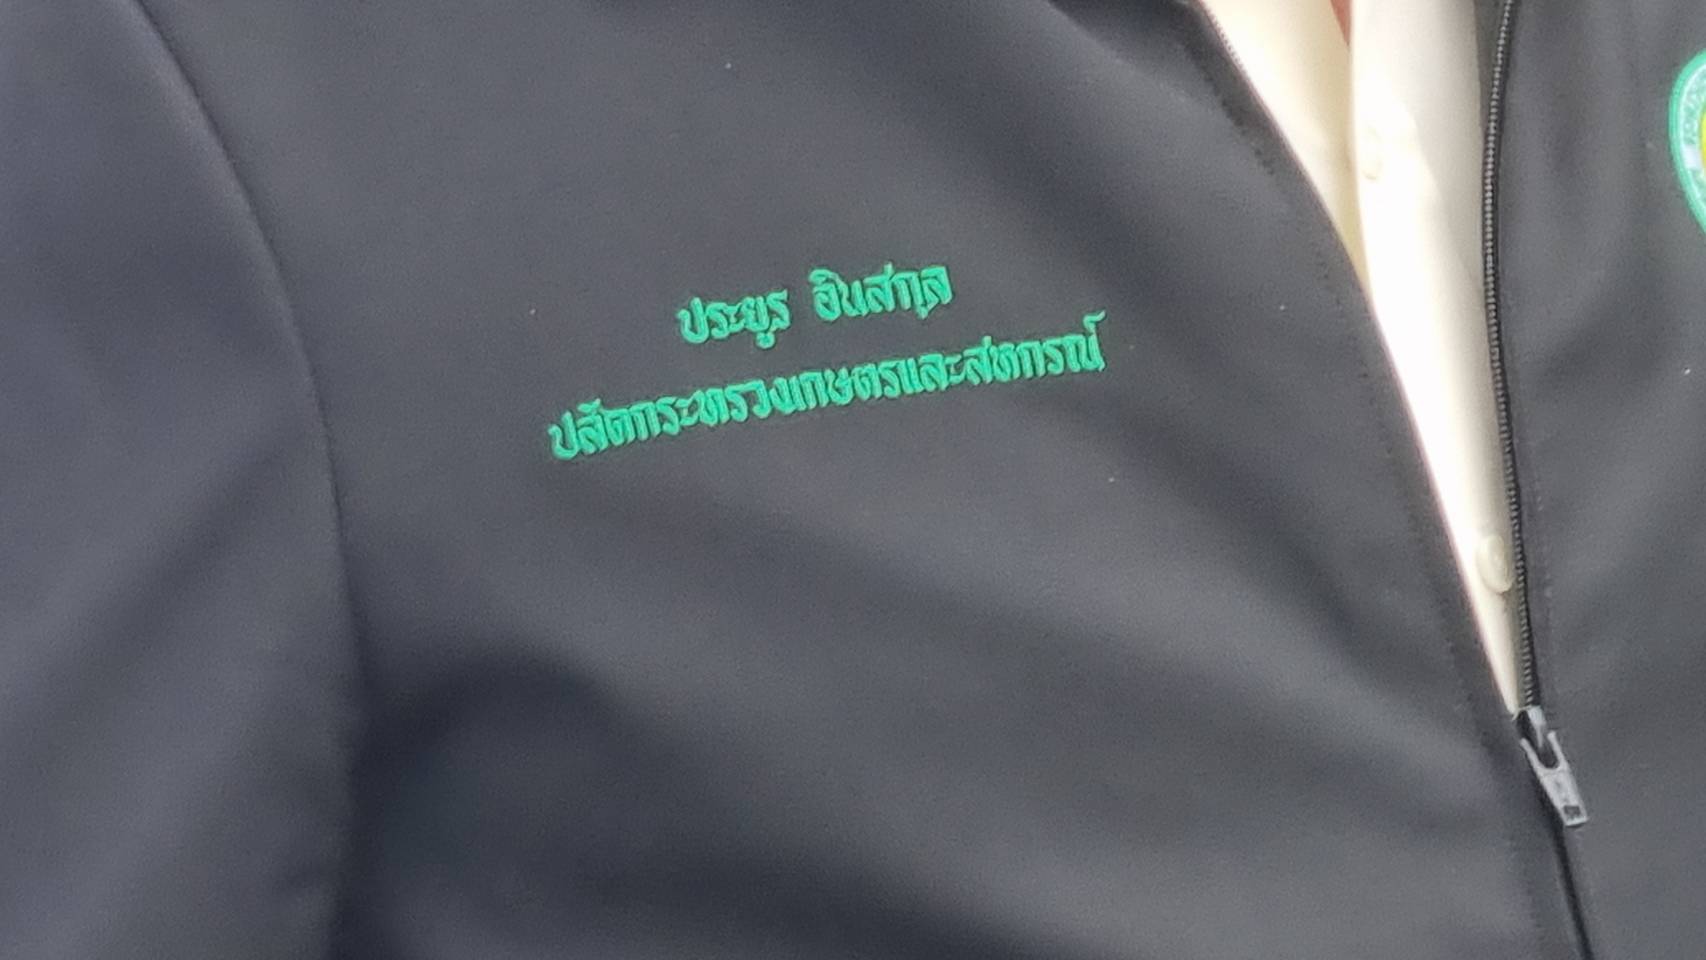 ประยูร อินสกุล
ปลัดกระทรวงเกษตรและสหกรณ์